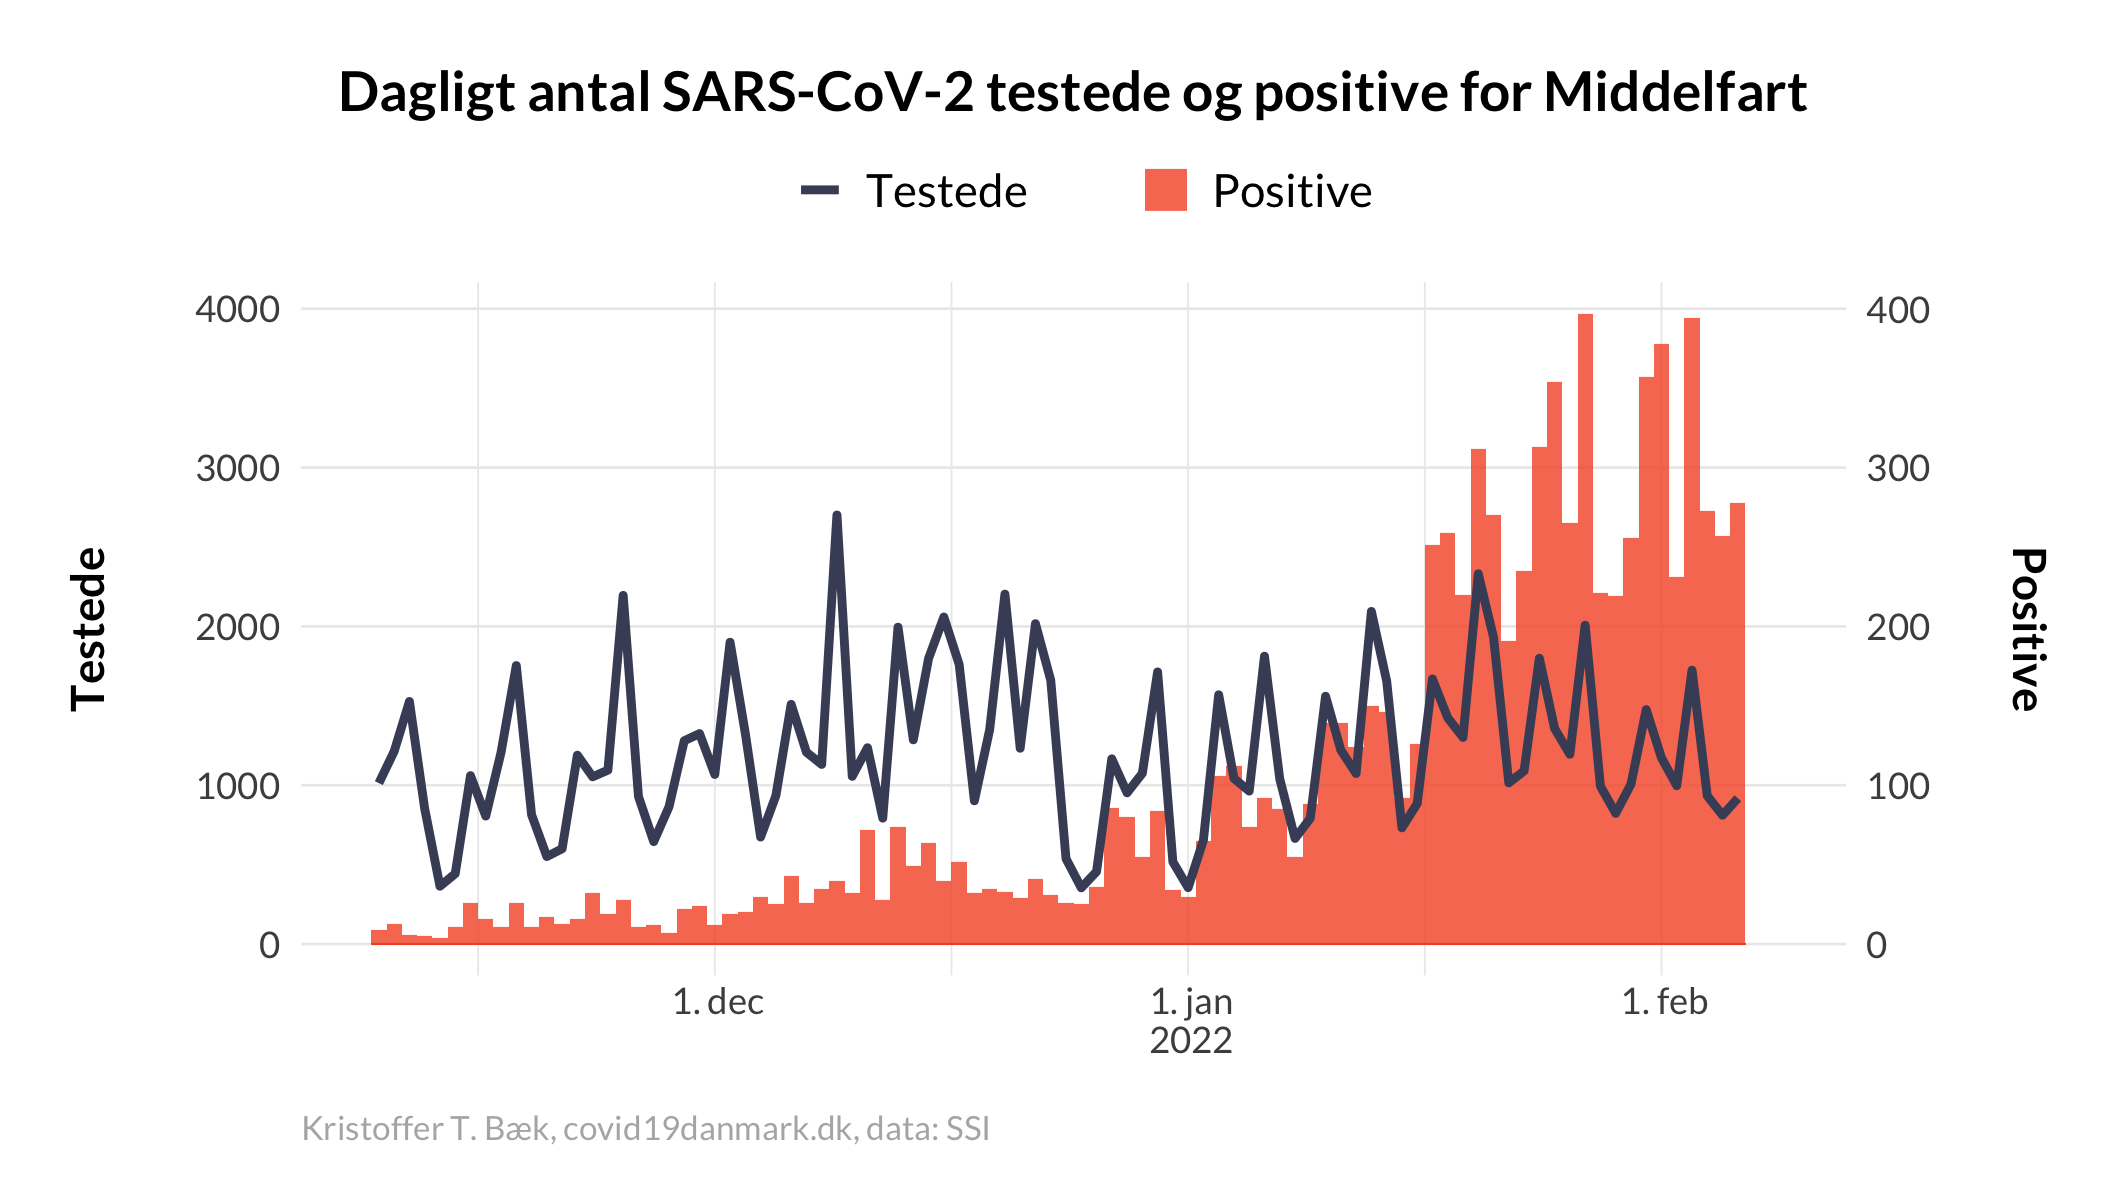 Dagligt antal SARS-CoV-2 testede og positive for Middelfart
Testede
Positive
4000
3000
2000
1000
0
Testede
400
300
200
100
0
Positive
1. dec
1. jan
2022
1. feb
Kristoffer T. Bæk, covid19danmark.dk, data: SSI